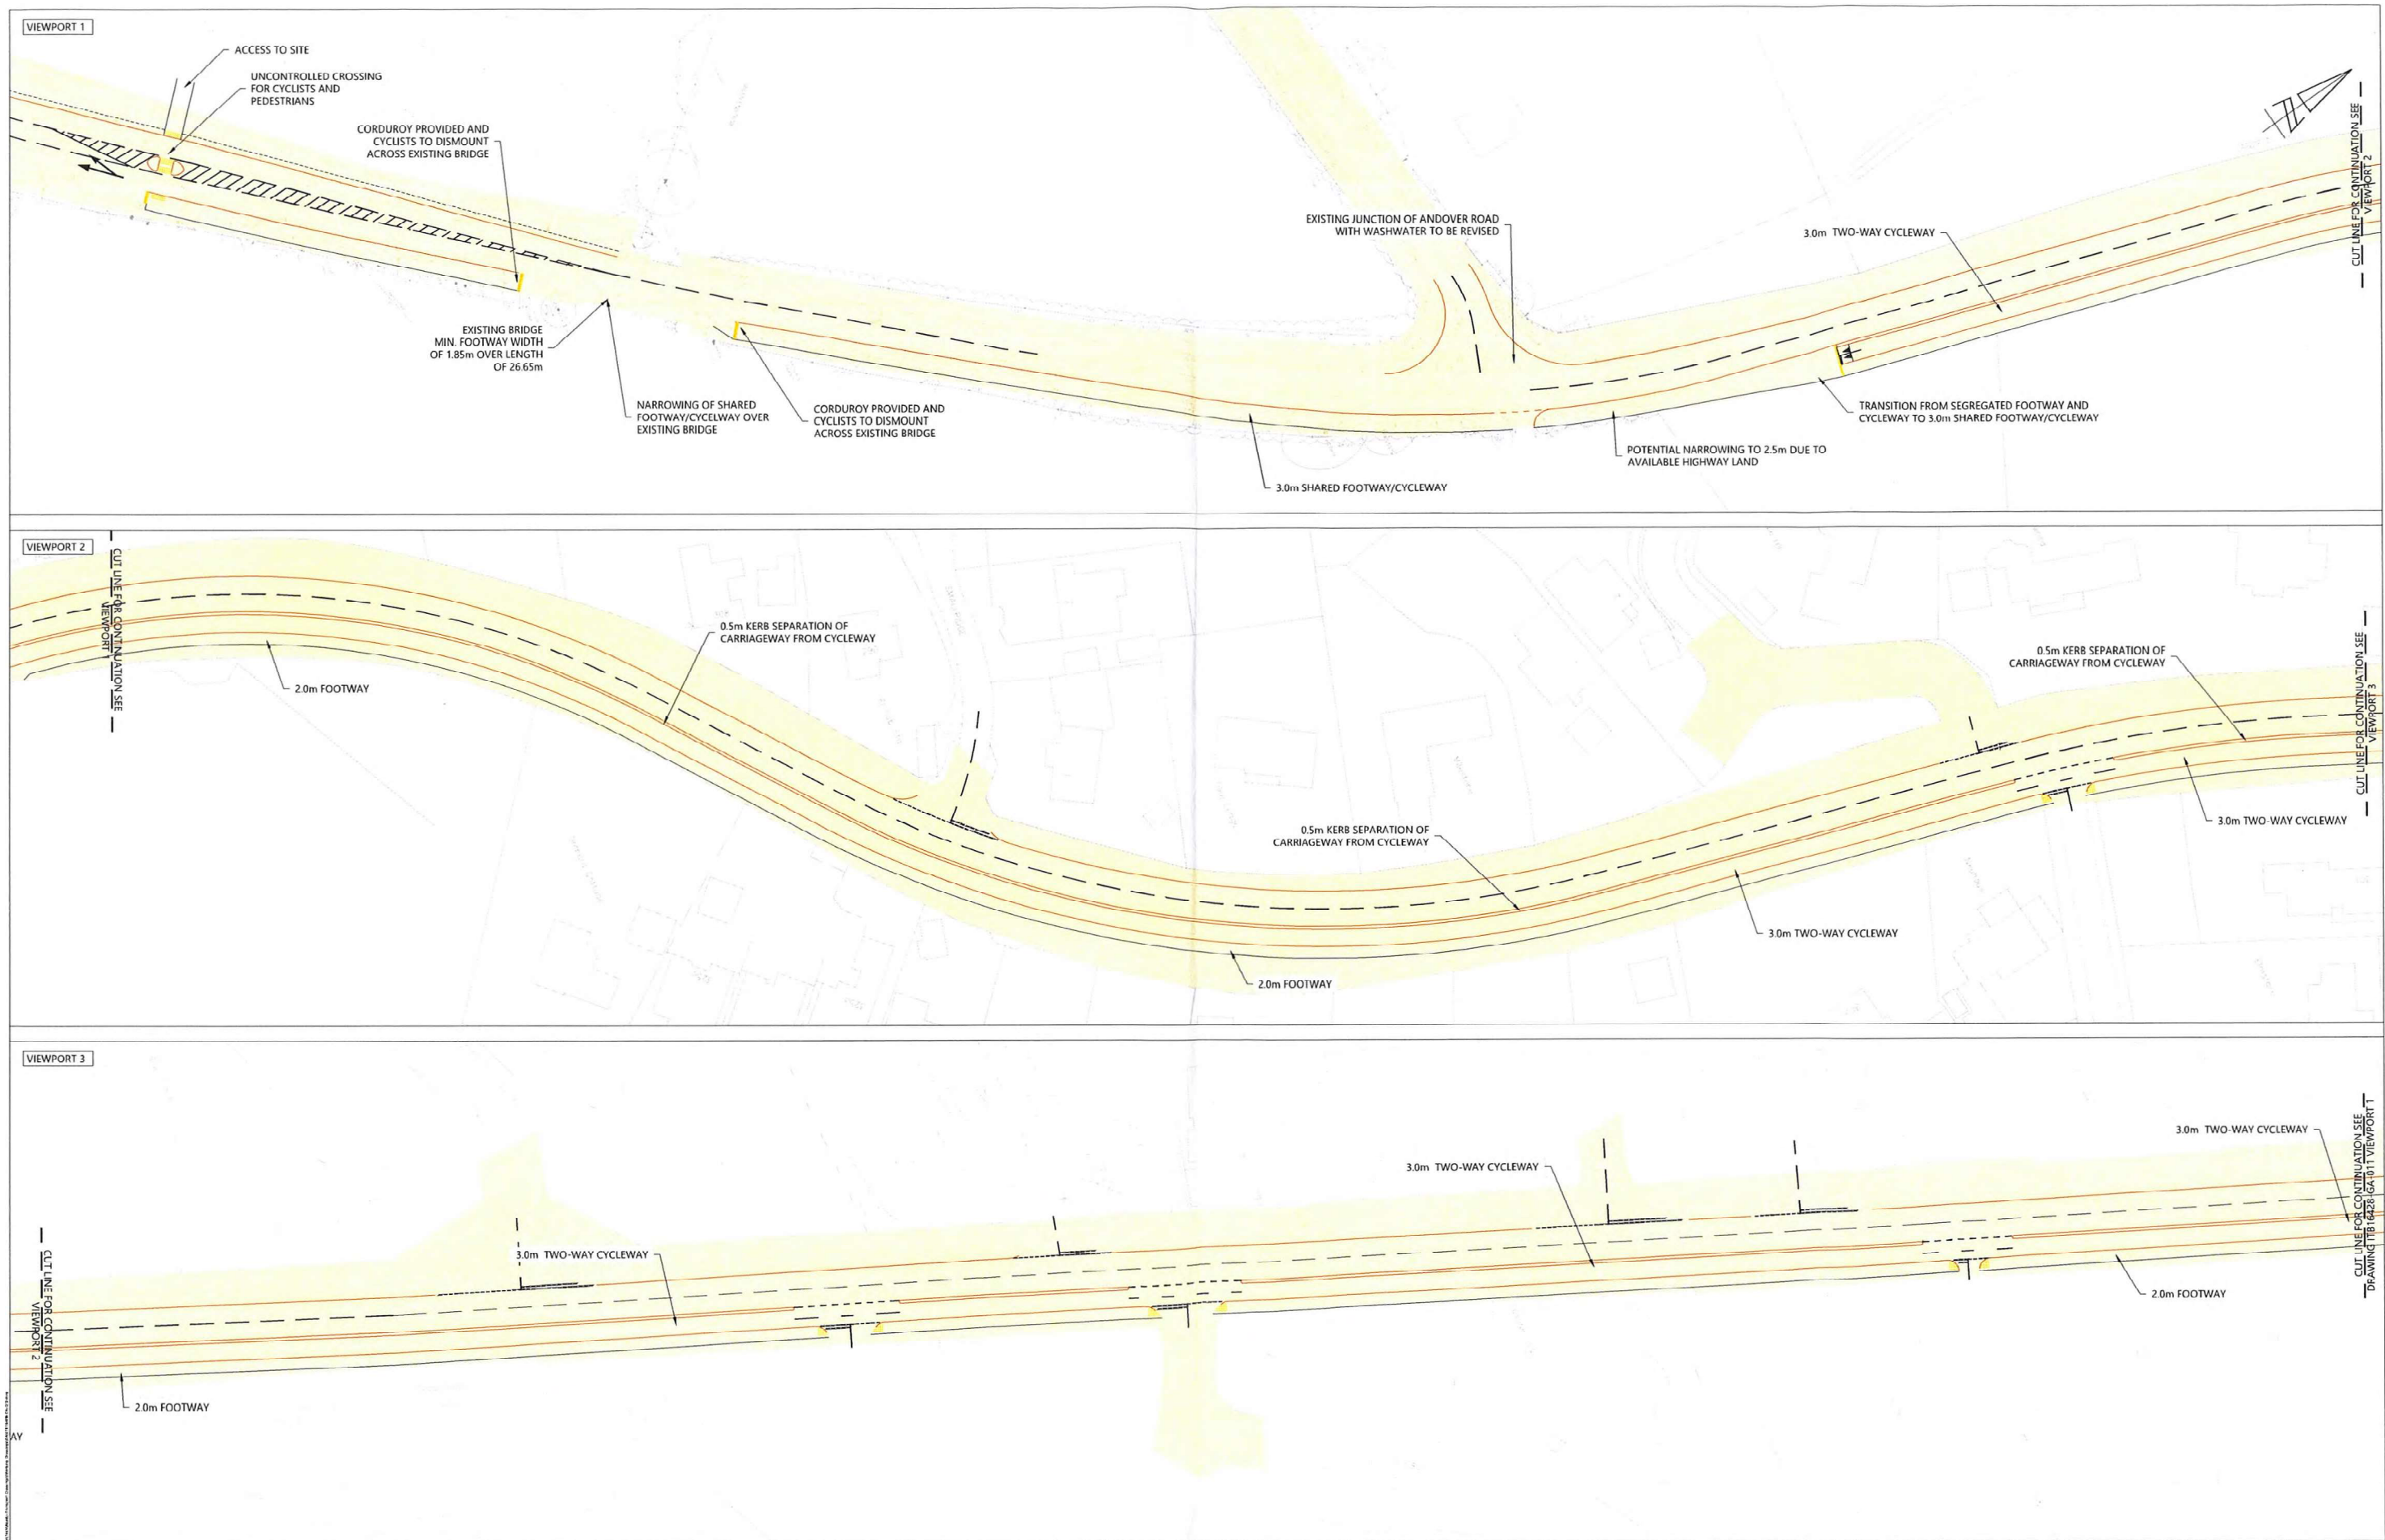 VIEWPORT 1
ACCESS TO SITE
UNCONTROLLED CROSSING
FOR CYCLISTS AND
PEDESTRIANS
CORDUROY PROVIDED AND
CYCLISTS TO DISMOUNT
ACROSS EXISTING BRIDGE
EXISTING BRIDGE
MIN. FOOTWAY WIDTH
OF 1.85m OVER LENGTH
OF 26.65m
NARROWING OF SHARED
FOOTWAY/CYCELWAY OVER
EXISTING BRIDGE
CORDUROY PROVIDED AND
CYCLISTS TO DISMOUNT
ACROSS EXISTING BRIDGE
EXISTING JUNCTION OF ANDOVER ROAD
WITH WASHWATER TO BE REVISED
3.0m SHARED FOOTWAY/CYCLEWAY
POTENTIAL NARROWING TO 2.5m DUE TO
AVAILABLE HIGHWAY LAND
3.0m TWO-WAY CYCLEWAY
TRANSITION FROM SEGREGATED FOOTWAY AND
CYCLEWAY TO 3.0m SHARED FOOTWAY/CYCLEWAY
CUT LINE FOR CONTINUATION SEE
VIEWPORT 2
VIEWPORT 2
CUT LINE FOR CONTINUATION SEE
VIEWPORT 1
2.0m FOOTWAY
0.5m KERB SEPARATION OF
CARRIAGEWAY FROM CYCLEWAY
0.5m KERB SEPARATION OF
CARRIAGEWAY FROM CYCLEWAY
2.0m FOOTWAY
3.0m TWO-WAY CYCLEWAY
0.5m KERB SEPARATION OF
CARRIAGEWAY FROM CYCLEWAY
3.0m TWO-WAY CYCLEWAY
CUT LINE FOR CONTINUATION SEE
VIEWPORT 3
VIEWPORT 3
CUT LINE FOR CONTINUATION SEE
VIEWPORT 2
2.0m FOOTWAY
AY
3.0m TWO-WAY CYCLEWAY
3.0m TWO-WAY CYCLEWAY
3.0m TWO-WAY CYCLEWAY
2.0m FOOTWAY
CUT LINE FOR CONTINUATION SEE
DRAWING ITB16428-GA-011 VIEWPORT 1